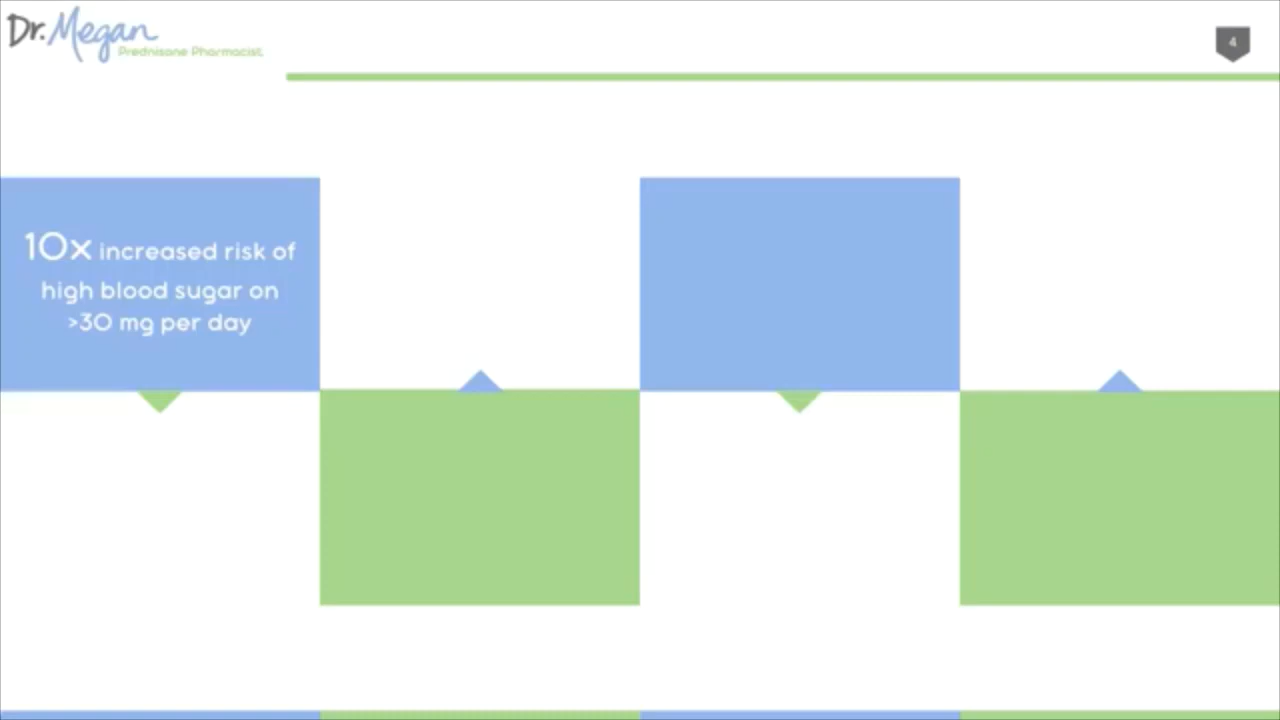 Dr. Megan
Prednisone Pharmacist
4
10x increased risk of
high blood sugar on
>30 mg per day